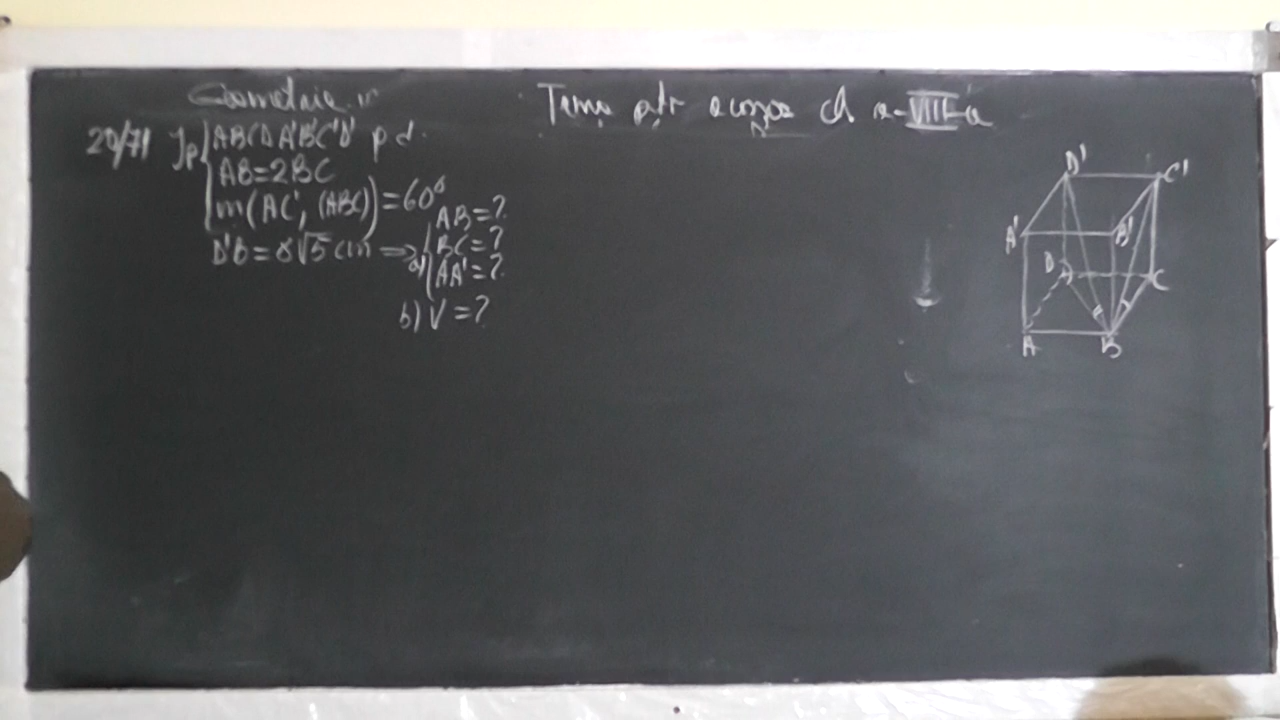 Geometrie
Temă ptr acasă cl a-VIII-a
20/71 Ip ABCDA'B'C'D' p d.
AB=2BC
m(AC', (ABC))=60°
D'B=8√5 cm ⟹ a) AB=?
BC=?
AA'=?
b) V=?
D' C'
A' B'
D C
A B